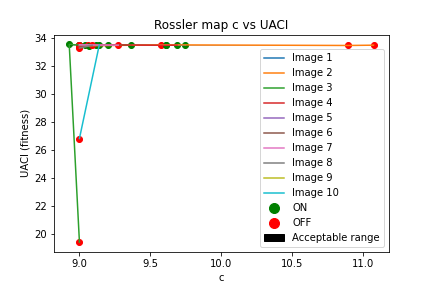 Rossler map c vs UACI
UACI (fitness)
34
32
30
28
26
24
22
20
9.0
9.5
10.0
10.5
11.0
c
Image 1
Image 2
Image 3
Image 4
Image 5
Image 6
Image 7
Image 8
Image 9
Image 10
ON
OFF
Acceptable range